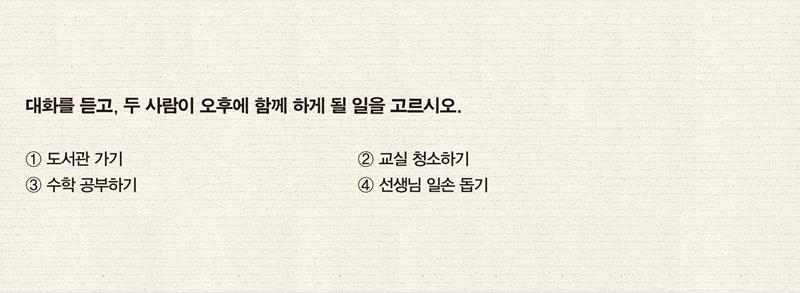 대화를 듣고, 두 사람이 오후에 함께 하게 될 일을 고르시오.
① 도서관 가기 ② 교실 청소하기
③ 수학 공부하기 ④ 선생님 일손 돕기